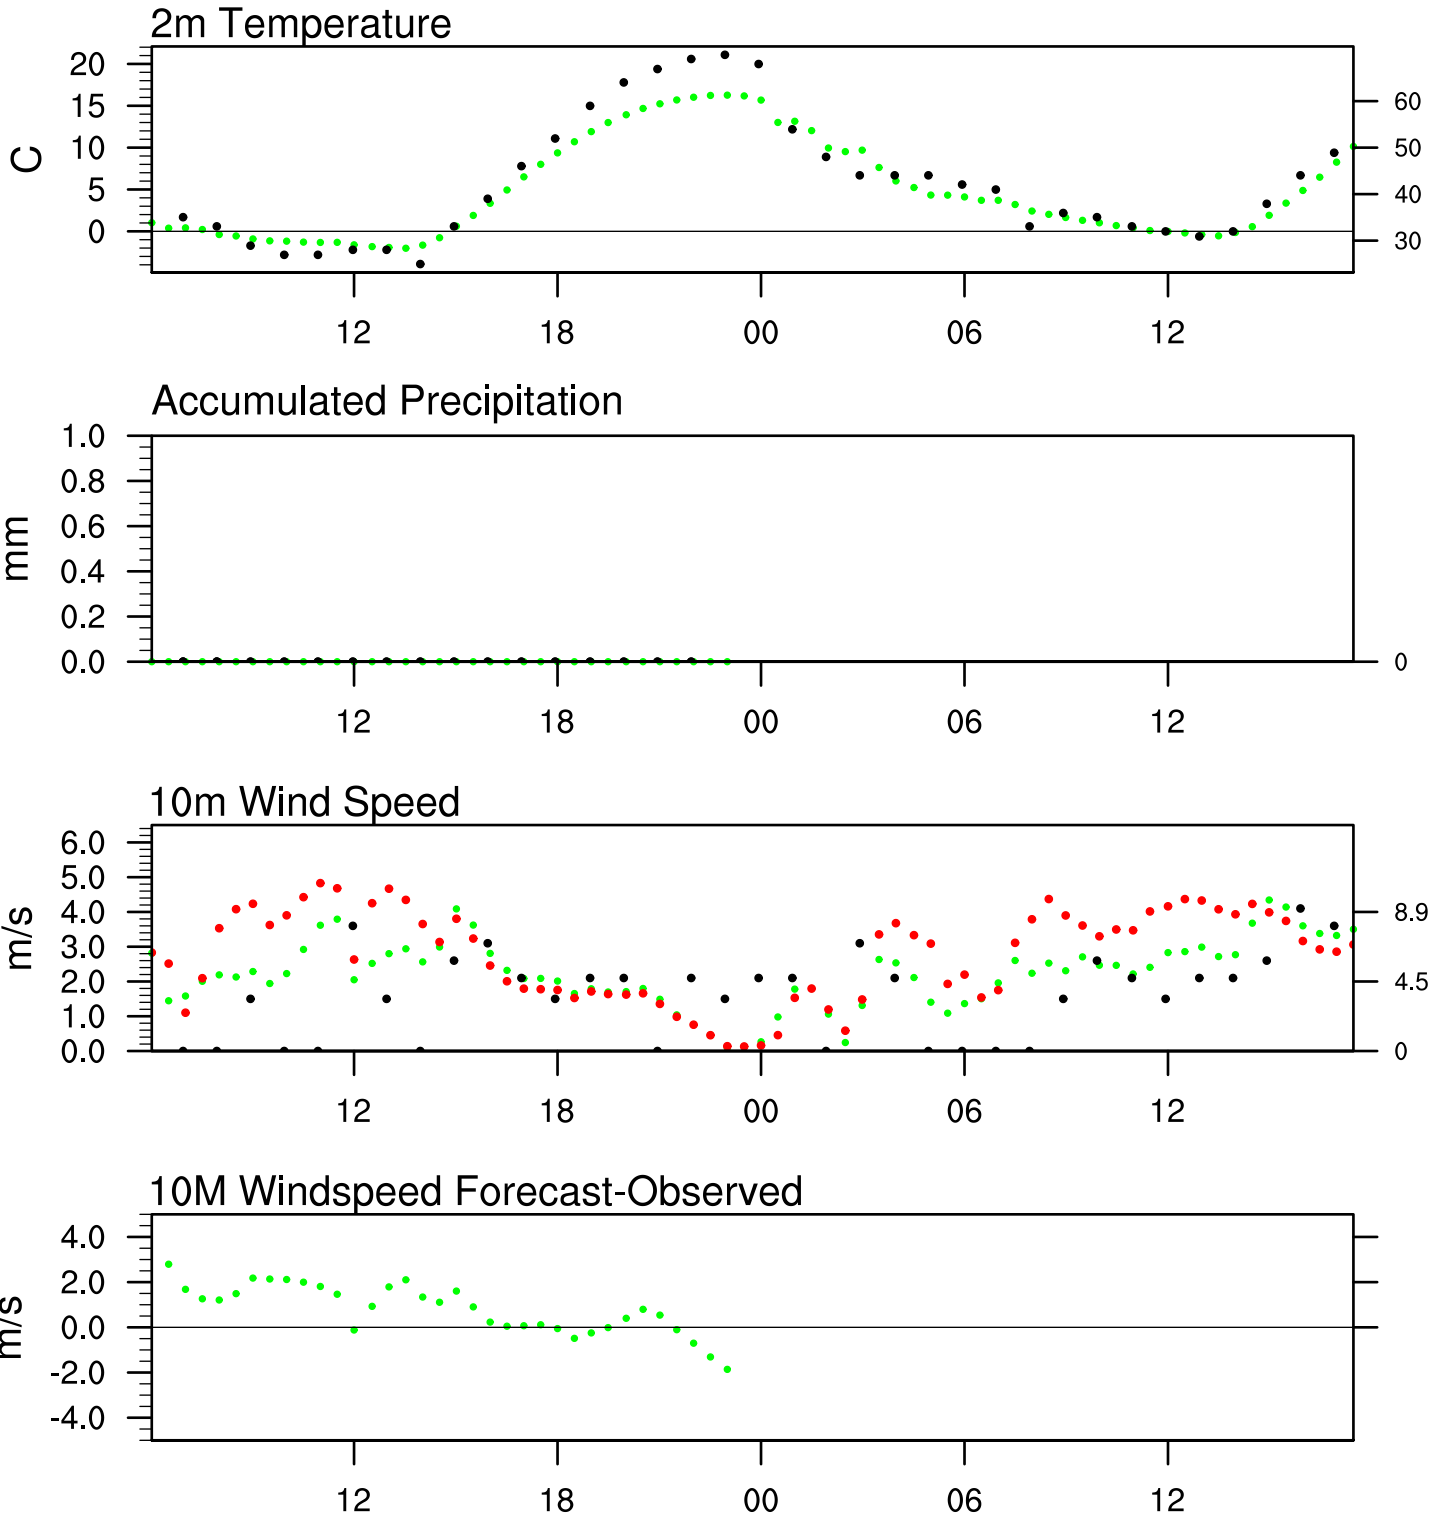 2m Temperature
C
20
15
10
5
0
60
50
40
30
12 18 00 06 12
Accumulated Precipitation
mm
1.0
0.8
0.6
0.4
0.2
0.0
0
12 18 00 06 12
10m Wind Speed
m/s
6.0
5.0
4.0
3.0
2.0
1.0
0.0
8.9
4.5
0
12 18 00 06 12
10M Windspeed Forecast-Observed
m/s
4.0
2.0
0.0
-2.0
-4.0
12 18 00 06 12